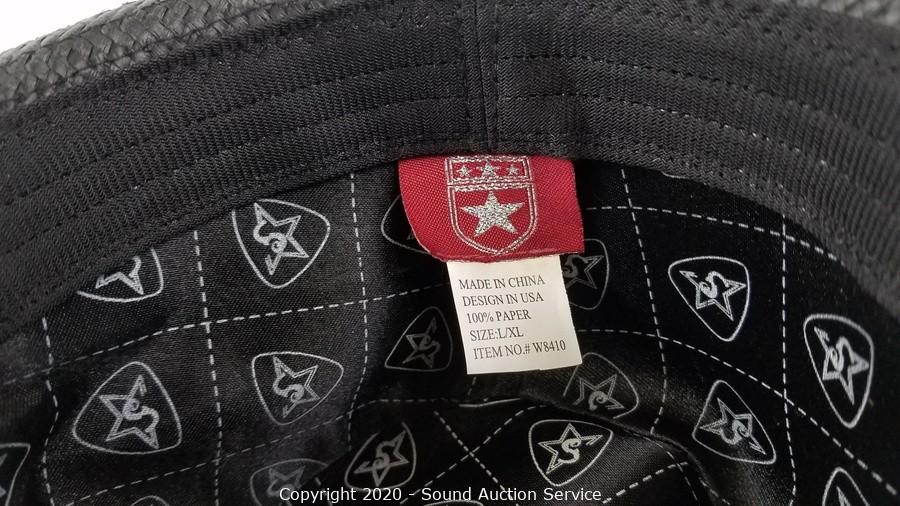 MADE IN CHINA
DESIGN IN USA
100% PAPER
SIZE:L/XL
ITEM NO.# W8410
Copyright 2020 - Sound Auction Service